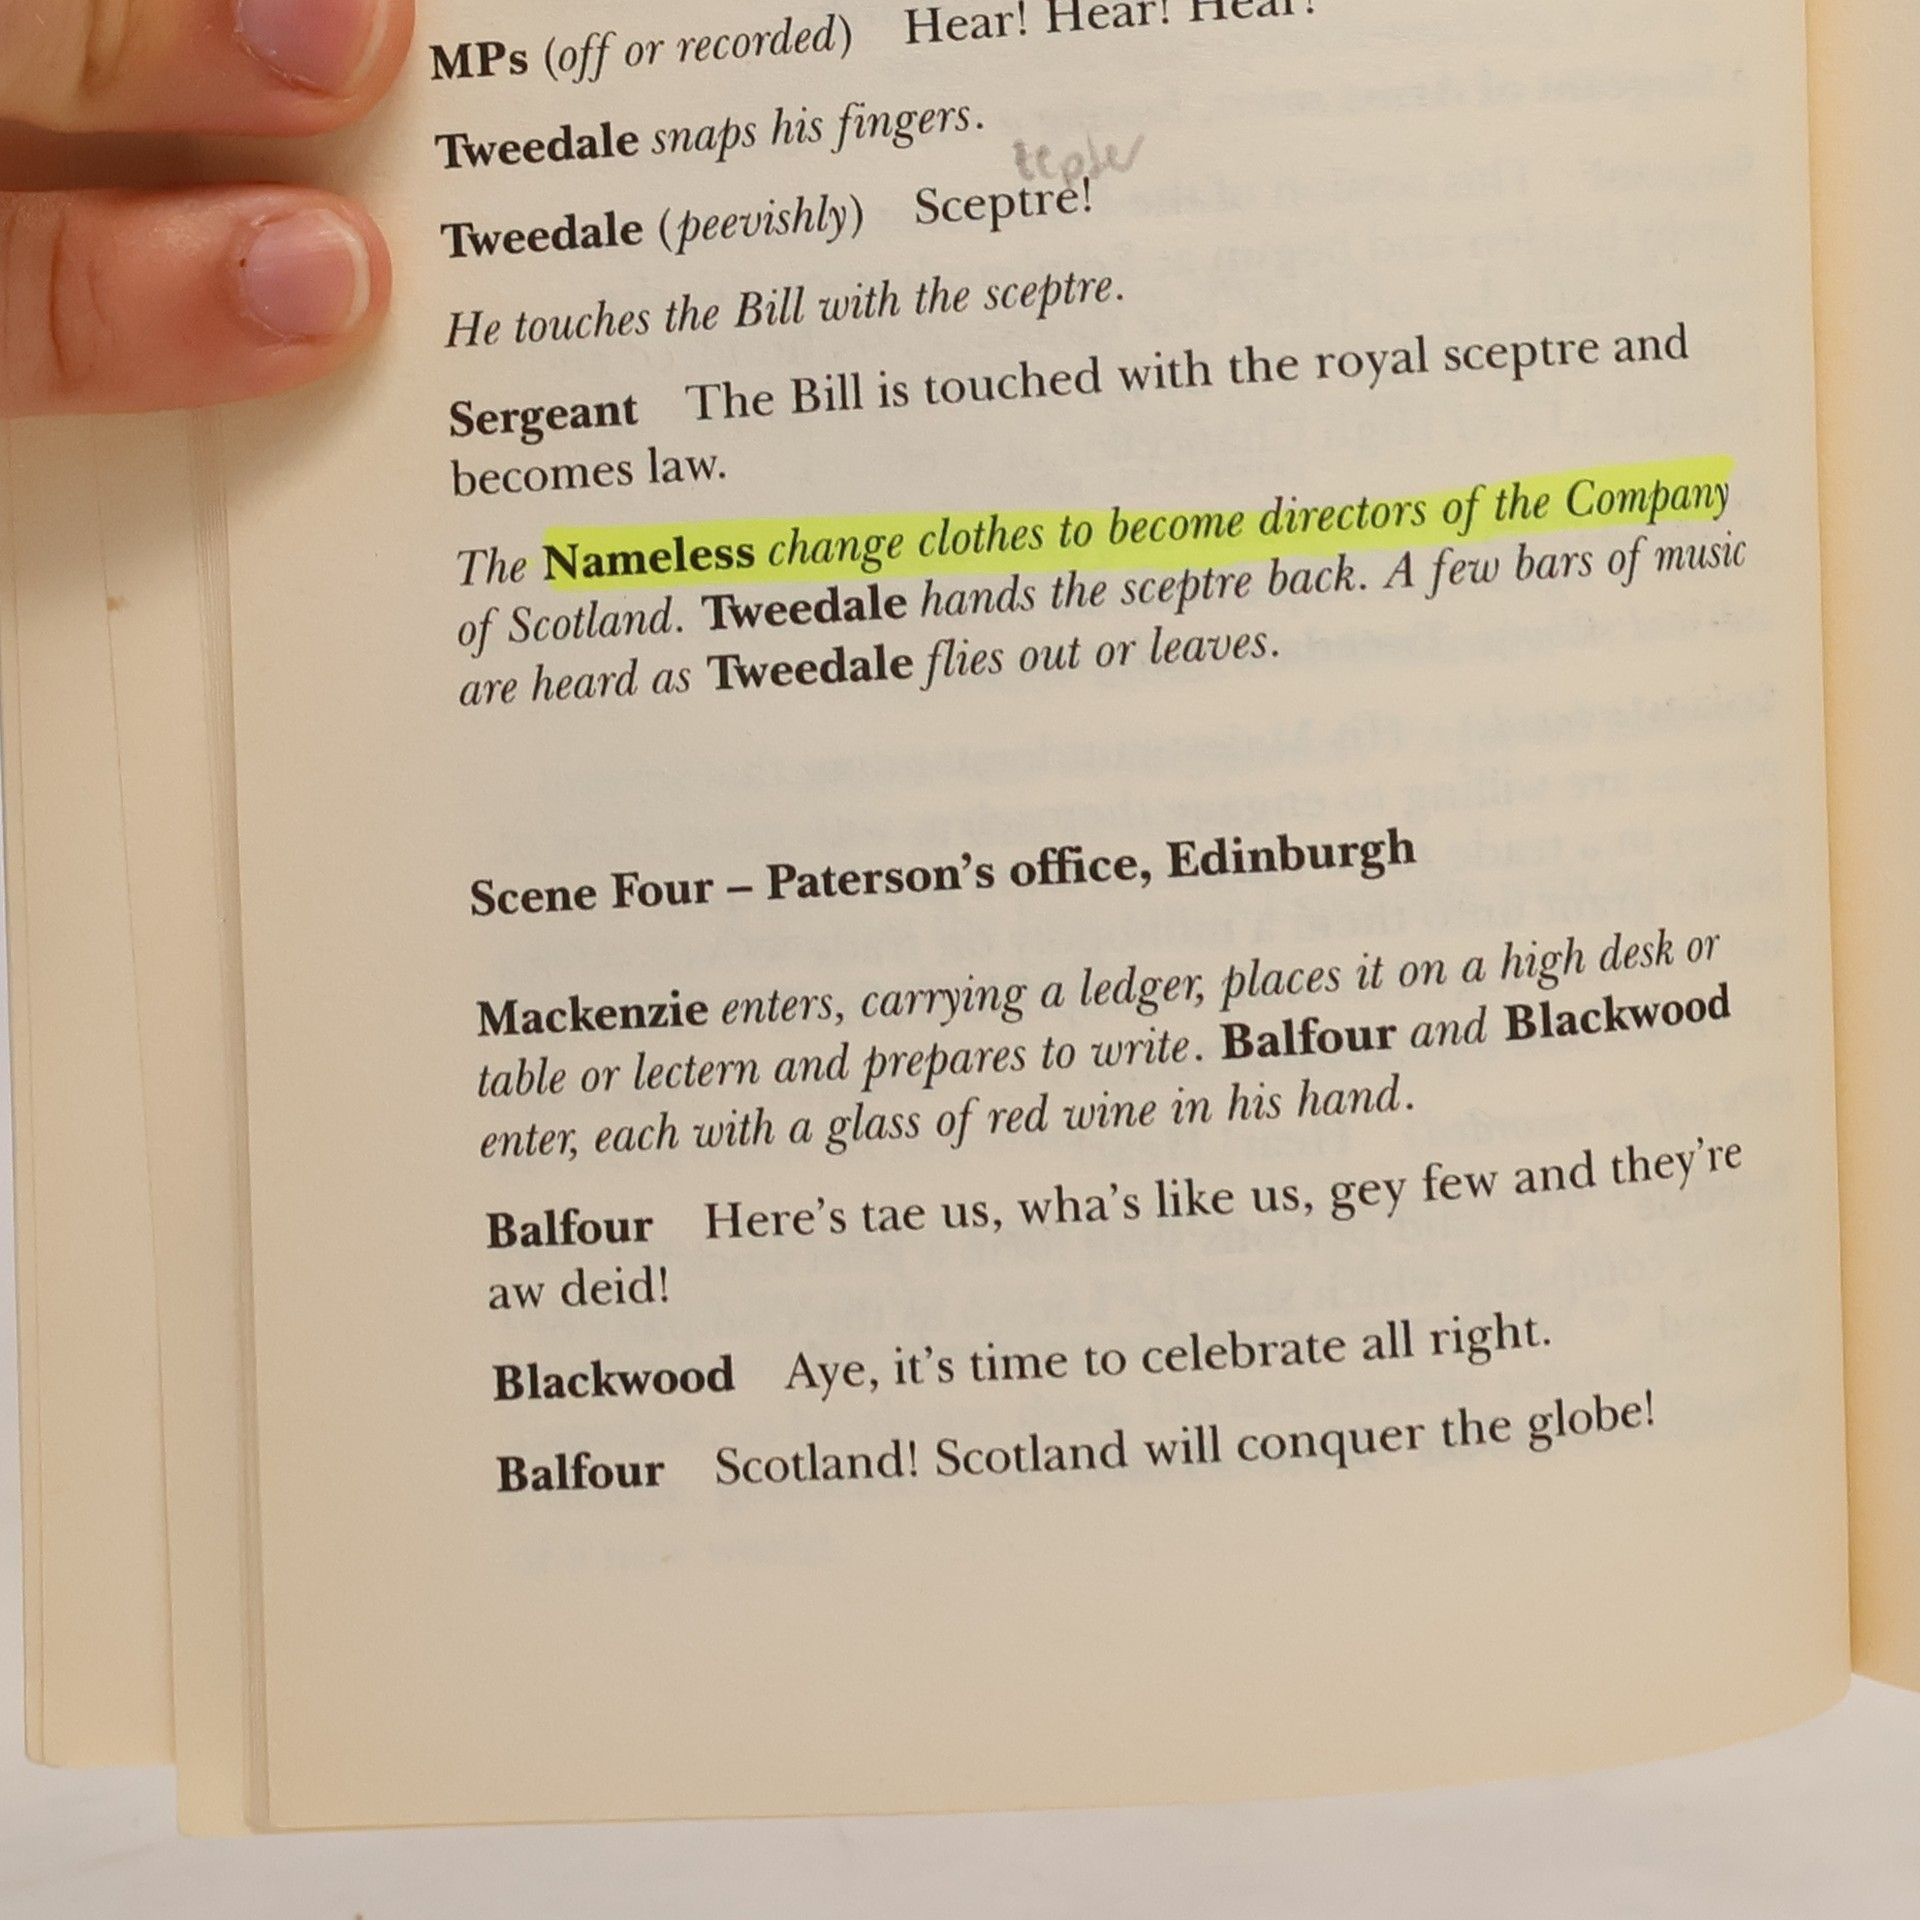 MPs (off or recorded) Hear! Hear! Hear!
Tweedale snaps his fingers.
Tweedale (peevishly) Sceptre!
He touches the Bill with the sceptre.
Sergeant The Bill is touched with the royal sceptre and
becomes law.
The Nameless change clothes to become directors of the Company
of Scotland. Tweedale hands the sceptre back. A few bars of music
are heard as Tweedale flies out or leaves.
Scene Four – Paterson's office, Edinburgh
Mackenzie enters, carrying a ledger, places it on a high desk or
table or lectern and prepares to write. Balfour and Blackwood
enter, each with a glass of red wine in his hand.
Balfour Here's tae us, wha's like us, gey few and they're
aw deid!
Blackwood Aye, it's time to celebrate all right.
Balfour Scotland! Scotland will conquer the globe!